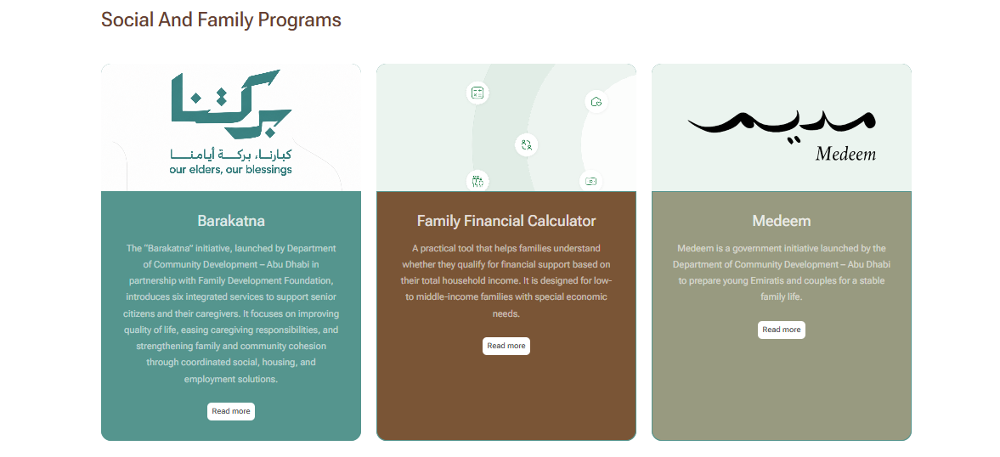 Social And Family Programs
بركتنا
كبارنـا، بركـة أيامنــا
our elders, our blessings
Barakatna
The "Barakatna" initiative, launched by Department
of Community Development – Abu Dhabi in
partnership with Family Development Foundation,
introduces six integrated services to support senior
citizens and their caregivers. It focuses on improving
quality of life, easing caregiving responsibilities, and
strengthening family and community cohesion
through coordinated social, housing, and
employment solutions.
Read more
Family Financial Calculator
A practical tool that helps families understand
whether they qualify for financial support based on
their total household income. It is designed for low-
to middle-income families with special economic
needs.
Read more
مديم
Medeem
Medeem
Medeem is a government initiative launched by the
Department of Community Development – Abu Dhabi
to prepare young Emiratis and couples for a stable
family life.
Read more